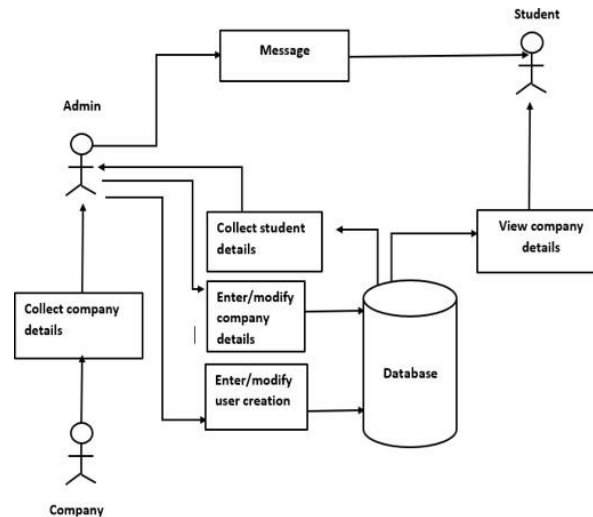 Student
Message
Admin
Collect student
details
View company
details
Collect company
details
Enter/modify
company
details
Database
Enter/modify
user creation
Company